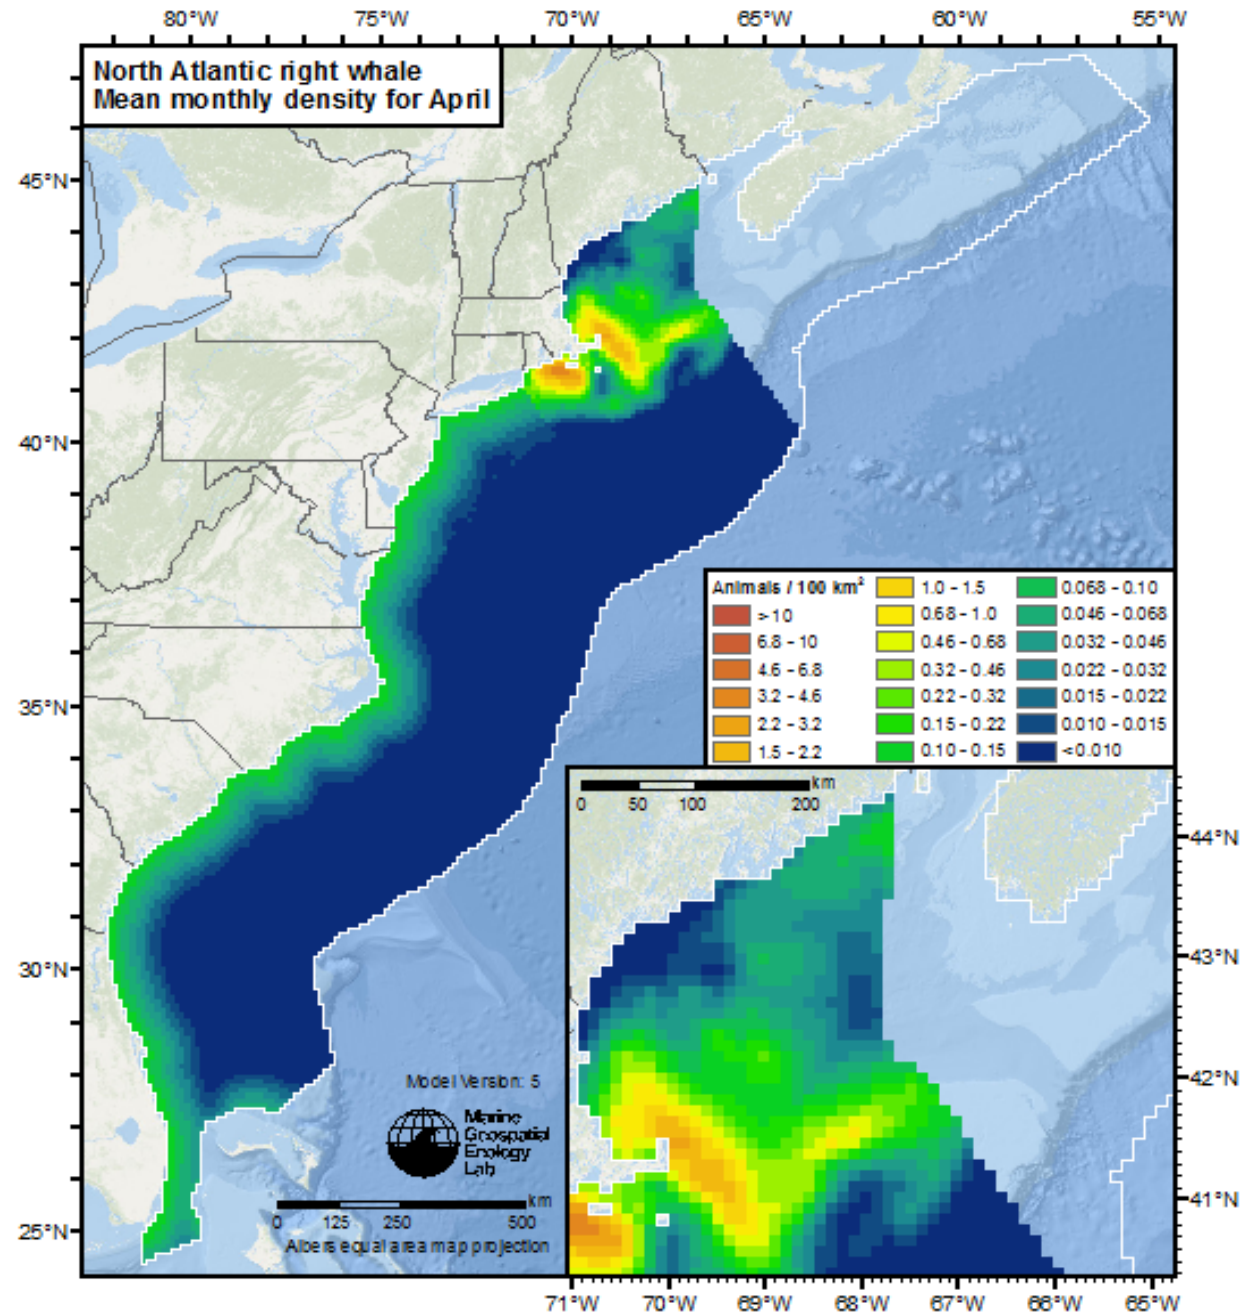 80°W 75°W 70°W 65°W 60°W 55°W
North Atlantic right whale
Mean monthly density for April
45°N
40°N
35°N
30°N
25°N
Animals / 100 km²
>10
6.8 - 10
4.6 - 6.8
3.2 - 4.6
2.2 - 3.2
1.5 - 2.2
1.0 - 1.5
0.68 - 1.0
0.46 - 0.68
0.32 - 0.46
0.22 - 0.32
0.15 - 0.22
0.10 - 0.15
0.068 - 0.10
0.046 - 0.068
0.032 - 0.046
0.022 - 0.032
0.015 - 0.022
0.010 - 0.015
<0.010
km
0 50 100 200
44°N
43°N
42°N
41°N
Model Version: 5
Marine
Geospatial
Ecology
Lab
km
0 125 250 500
Albers equal area map projection
71°W 70°W 69°W 68°W 67°W 66°W 65°W